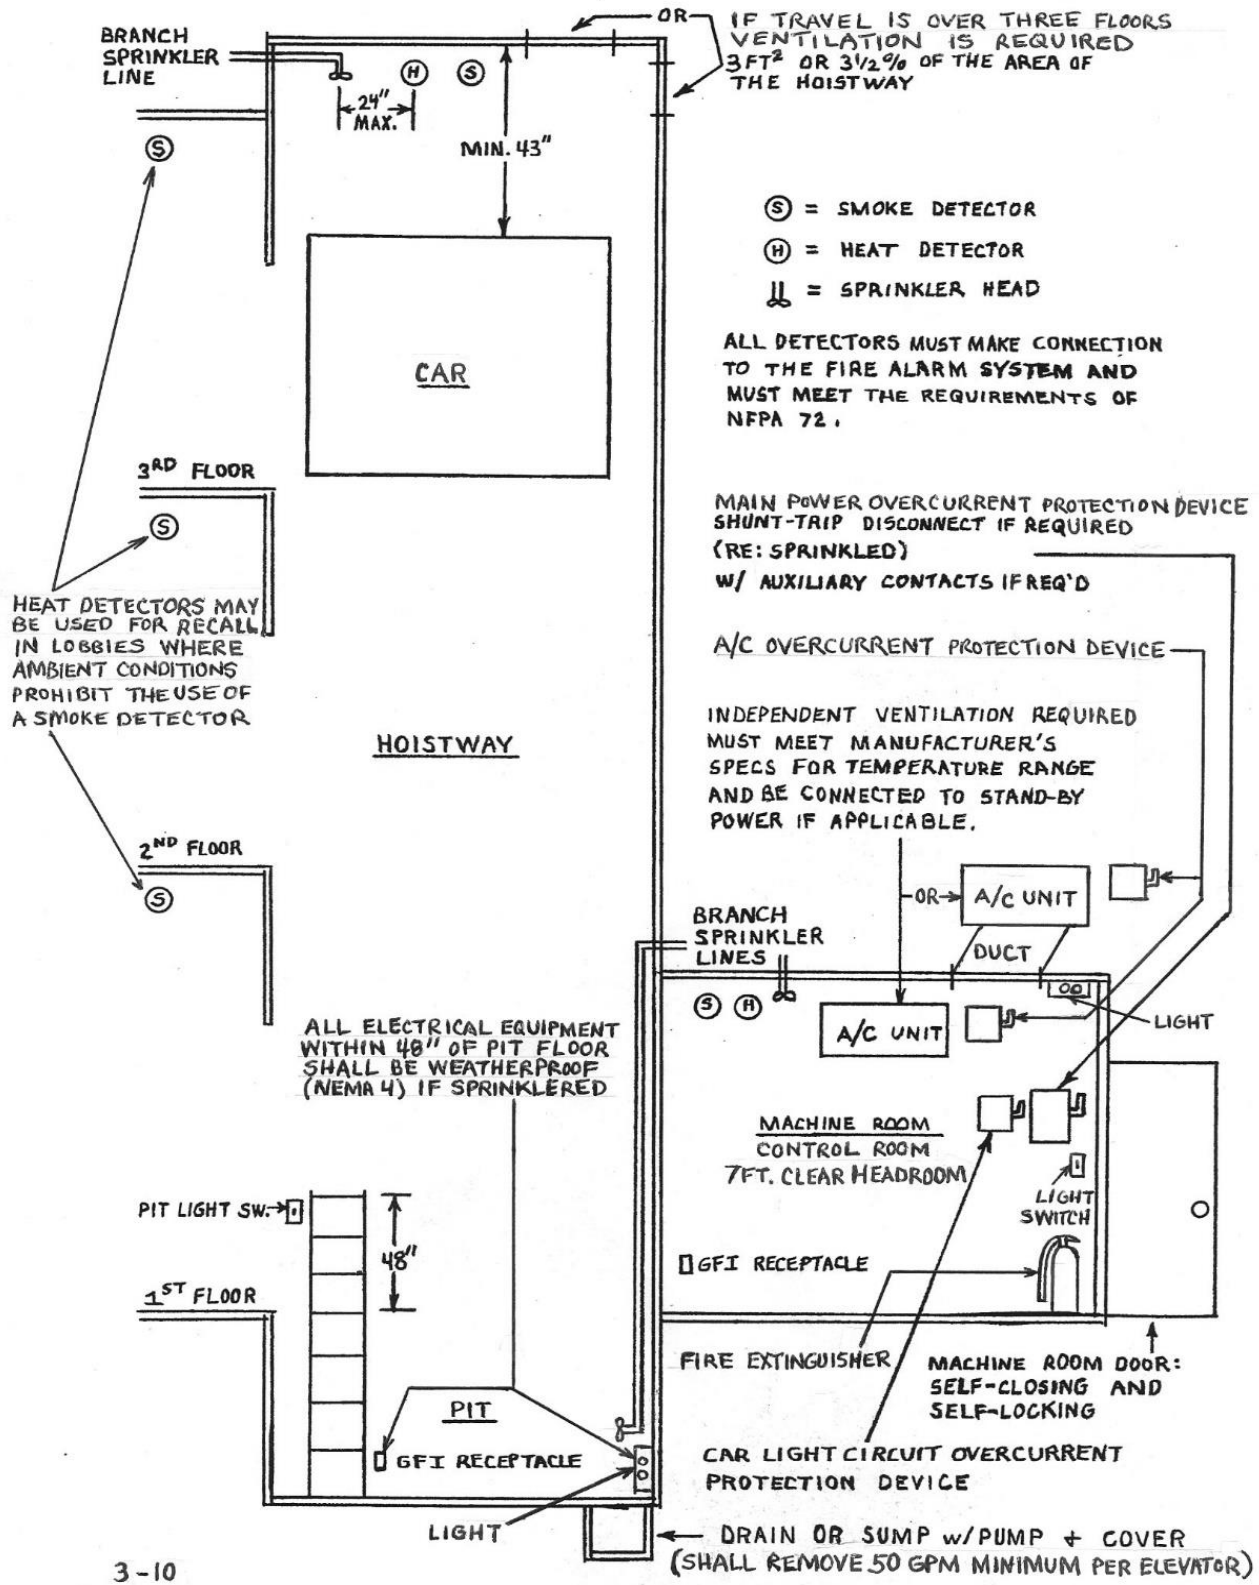 BRANCH
SPRINKLER
LINE
OR
IF TRAVEL IS OVER THREE FLOORS
VENTILATION IS REQUIRED
3FT² OR 3 1/2% OF THE AREA OF
THE HOISTWAY
H
S
24"
MAX.
MIN. 43"
S
S = SMOKE DETECTOR
H = HEAT DETECTOR
= SPRINKLER HEAD
ALL DETECTORS MUST MAKE CONNECTION
TO THE FIRE ALARM SYSTEM AND
MUST MEET THE REQUIREMENTS OF
NFPA 72.
CAR
3RD FLOOR
S
MAIN POWER OVERCURRENT PROTECTION DEVICE
SHUNT-TRIP DISCONNECT IF REQUIRED
(RE: SPRINKLED)
W/ AUXILIARY CONTACTS IF REQ'D
HEAT DETECTORS MAY
BE USED FOR RECALL
IN LOBBIES WHERE
AMBIENT CONDITIONS
PROHIBIT THE USE OF
A SMOKE DETECTOR
A/C OVERCURRENT PROTECTION DEVICE
INDEPENDENT VENTILATION REQUIRED
MUST MEET MANUFACTURER'S
SPECS FOR TEMPERATURE RANGE
AND BE CONNECTED TO STAND-BY
POWER IF APPLICABLE.
HOISTWAY
2ND FLOOR
S
OR
A/C UNIT
DUCT
BRANCH
SPRINKLER
LINES
S
H
A/C UNIT
LIGHT
ALL ELECTRICAL EQUIPMENT
WITHIN 48" OF PIT FLOOR
SHALL BE WEATHERPROOF
(NEMA 4) IF SPRINKLERED
MACHINE ROOM
CONTROL ROOM
7FT. CLEAR HEADROOM
LIGHT
SWITCH
PIT LIGHT SW.
48"
GFI RECEPTACLE
1ST FLOOR
FIRE EXTINGUISHER
MACHINE ROOM DOOR:
SELF-CLOSING AND
SELF-LOCKING
PIT
GFI RECEPTACLE
CAR LIGHT CIRCUIT OVERCURRENT
PROTECTION DEVICE
LIGHT
DRAIN OR SUMP w/PUMP + COVER
(SHALL REMOVE 50 GPM MINIMUM PER ELEVATOR)
3-10